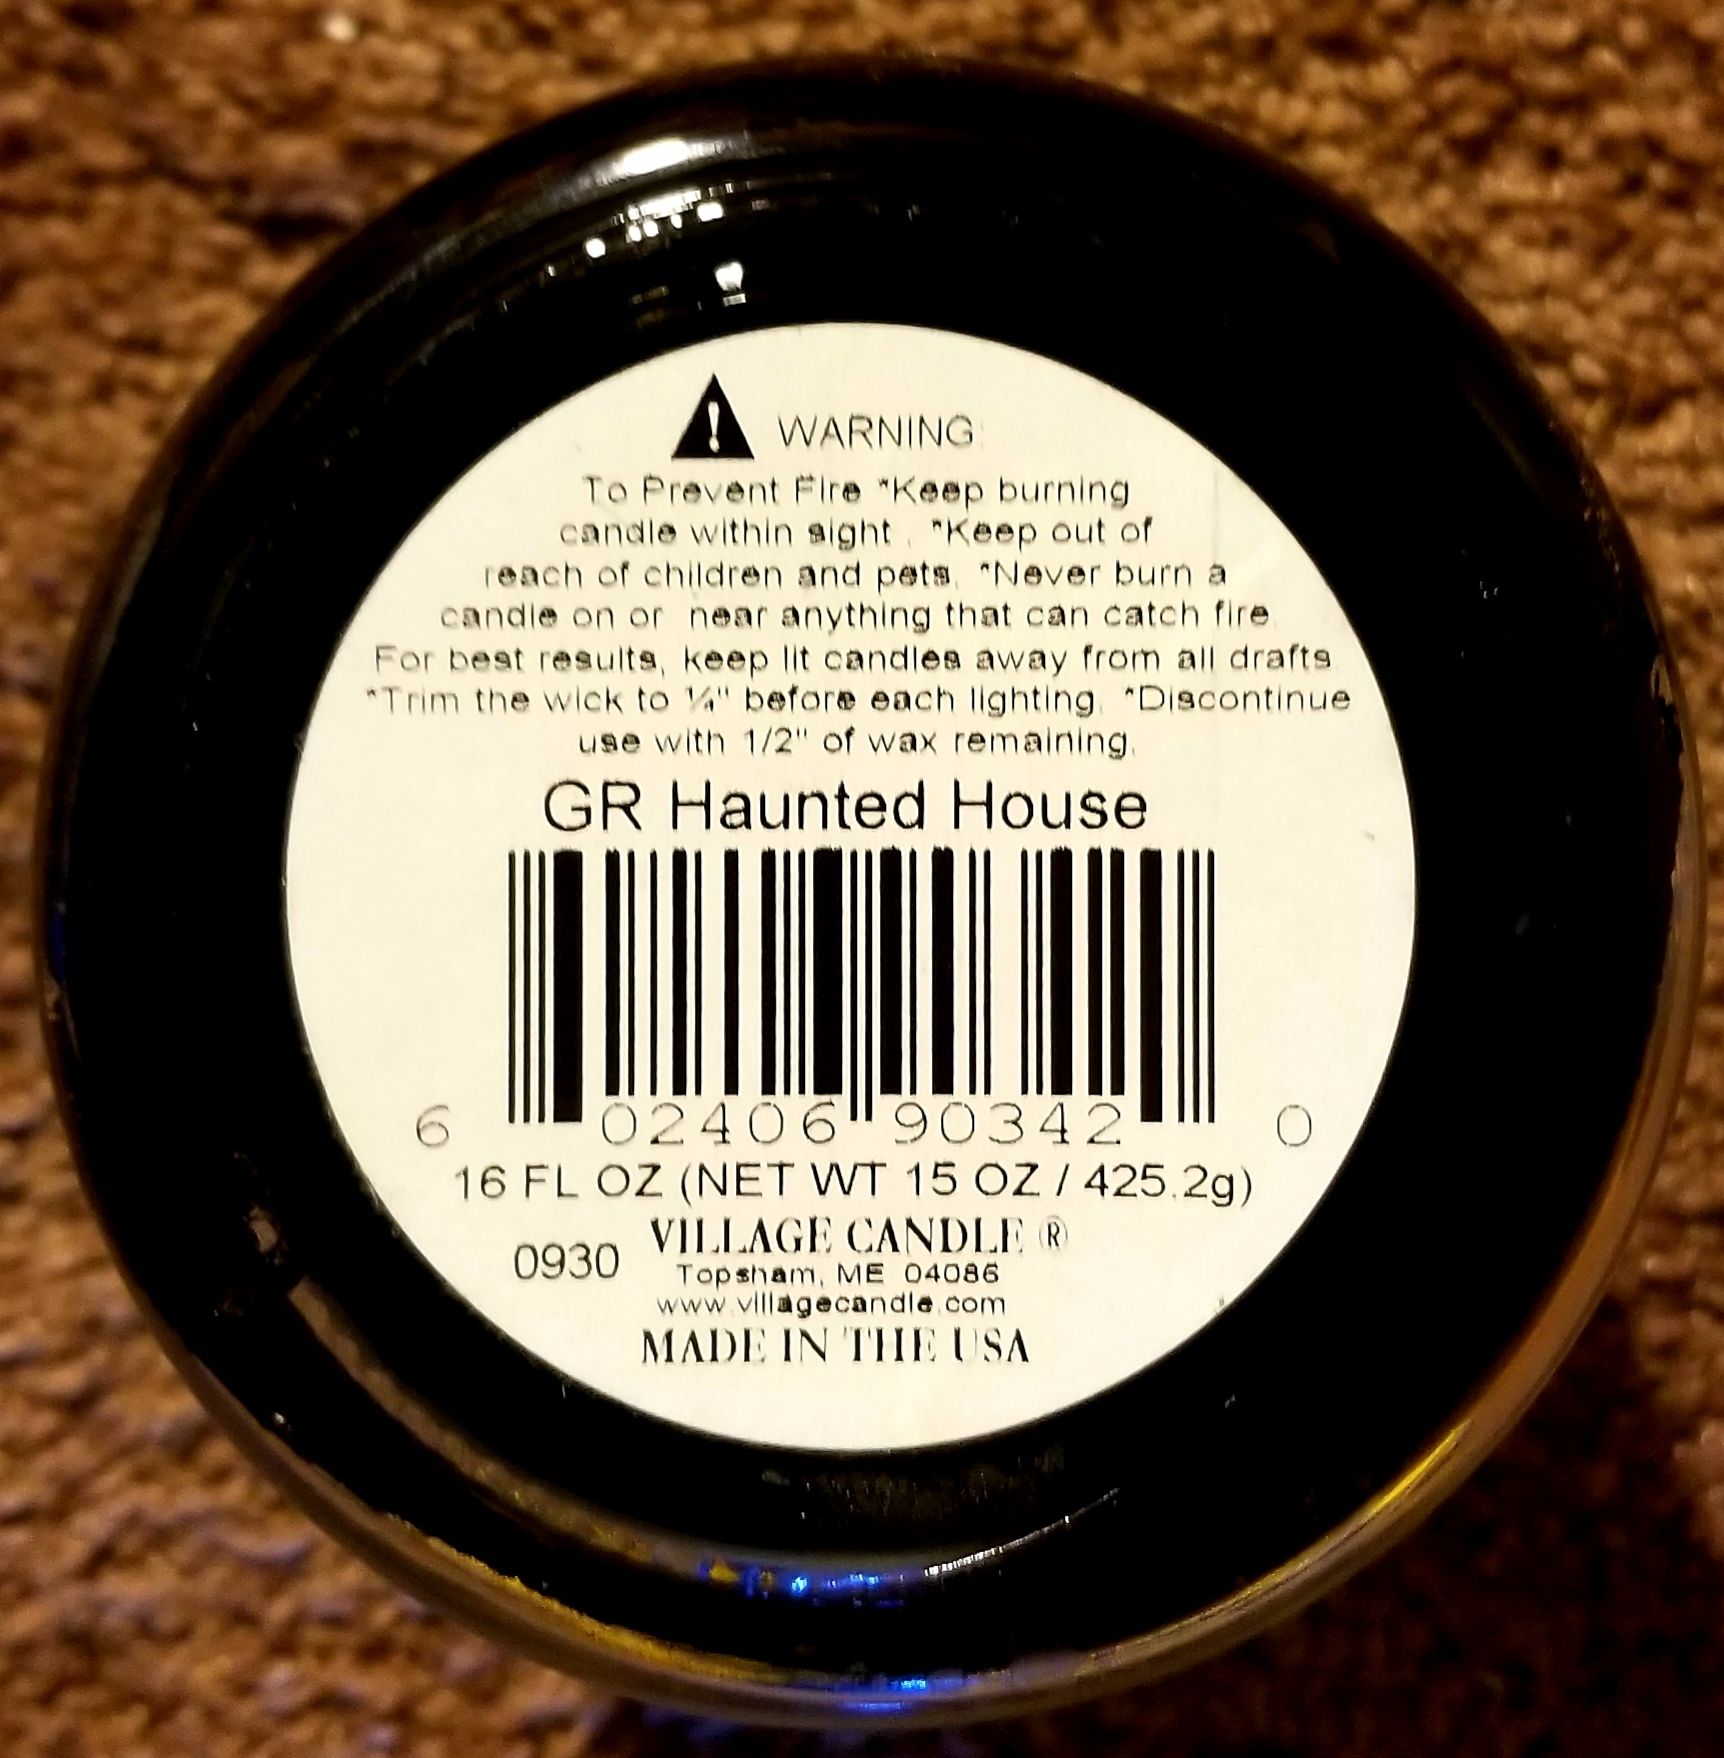 WARNING:
To Prevent Fire *Keep burning
candle within sight . *Keep out of
reach of children and pets. *Never burn a
candle on or near anything that can catch fire.
For best results, keep lit candles away from all drafts.
*Trim the wick to ¼" before each lighting. *Discontinue
use with 1/2" of wax remaining.
GR Haunted House
6 02406 90342 0
16 FL OZ (NET WT 15 OZ / 425.2g)
VILLAGE CANDLE ®
0930
Topsham, ME 04086
www.villagecandle.com
MADE IN THE USA